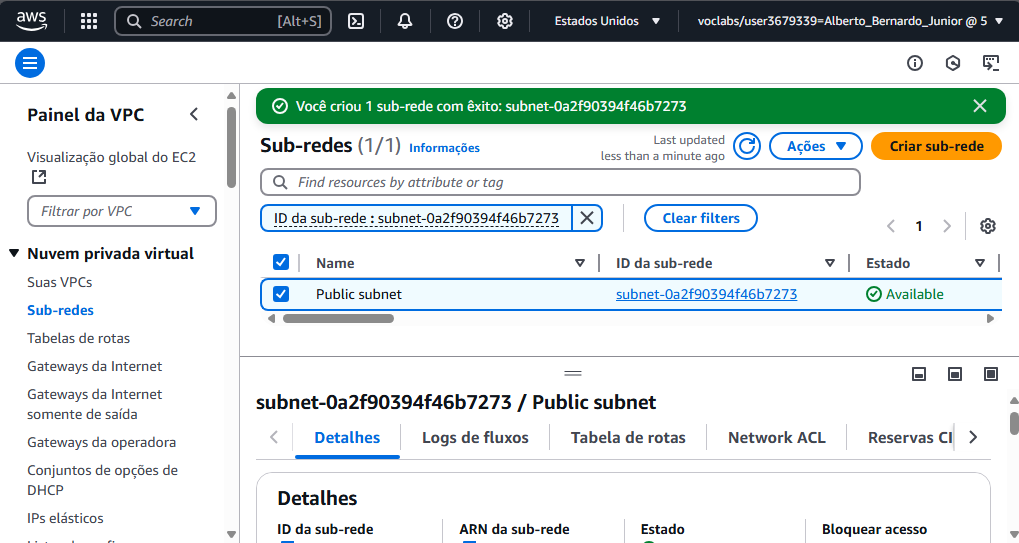 aws
Search [Alt+S]
Estados Unidos
voclabs/user3679339=Alberto_Bernardo_Junior @ 5
Painel da VPC
Visualização global do EC2
Filtrar por VPC
Nuvem privada virtual
Suas VPCs
Sub-redes
Tabelas de rotas
Gateways da Internet
Gateways da Internet
somente de saída
Gateways da operadora
Conjuntos de opções de
DHCP
IPs elásticos
Você criou 1 sub-rede com êxito: subnet-0a2f90394f46b7273
Sub-redes (1/1) Informações
Last updated
less than a minute ago
Ações
Criar sub-rede
Find resources by attribute or tag
ID da sub-rede : subnet-0a2f90394f46b7273
Clear filters
1
Name ID da sub-rede Estado
Public subnet subnet-0a2f90394f46b7273 Available
subnet-0a2f90394f46b7273 / Public subnet
Detalhes Logs de fluxos Tabela de rotas Network ACL Reservas CI
Detalhes
ID da sub-rede ARN da sub-rede Estado Bloquear acesso